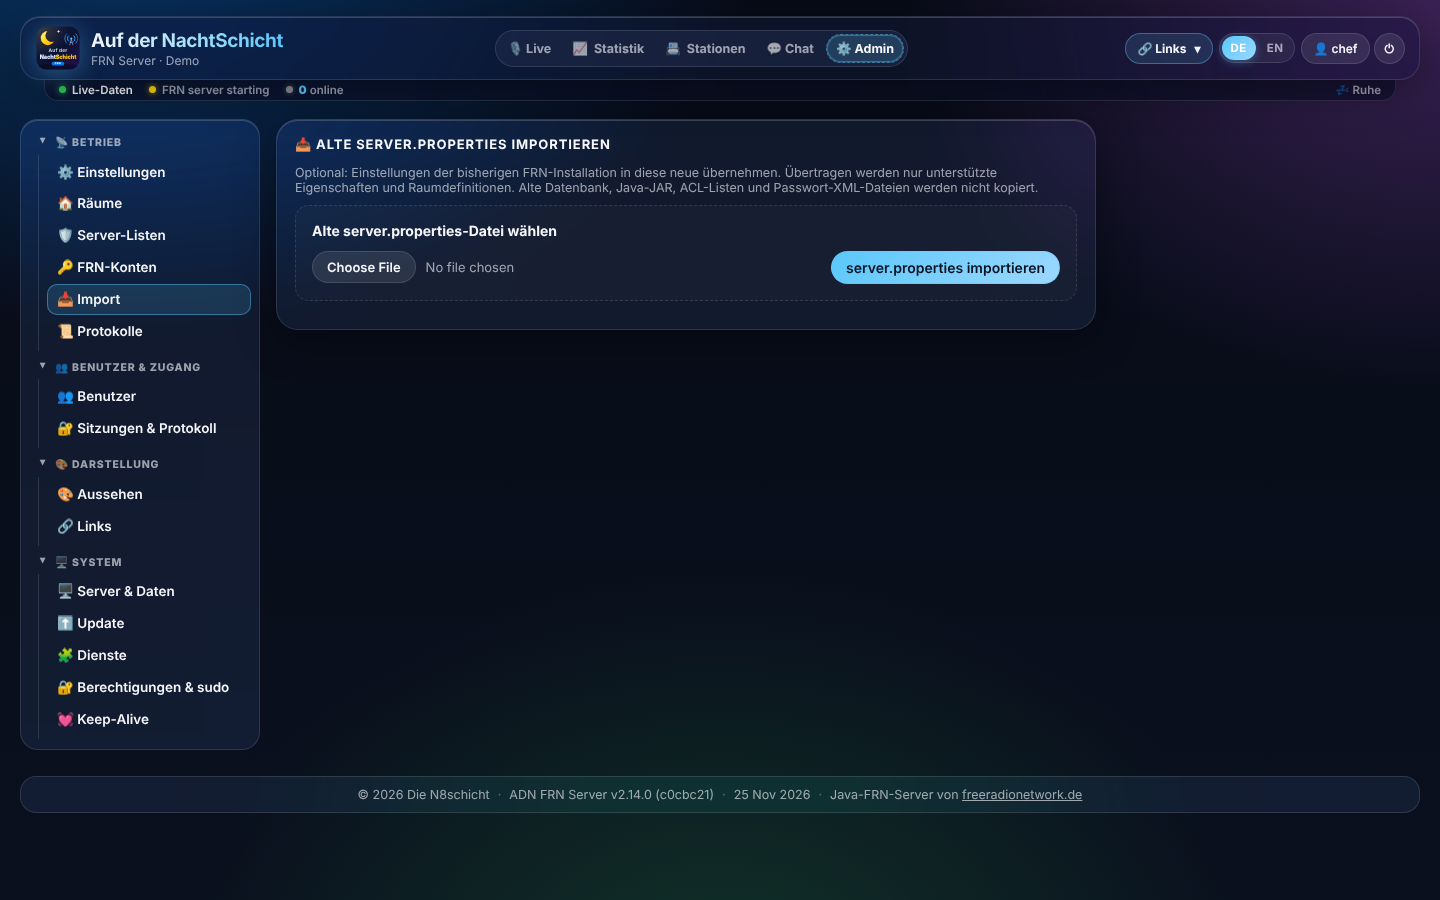 Auf der NachtSchicht
FRN Server · Demo
Live
Statistik
Stationen
Chat
Admin
Links ▾
DE
EN
chef
Live-Daten
FRN server starting
0 online
Ruhe
BETRIEB
Einstellungen
Räume
Server-Listen
FRN-Konten
Import
Protokolle
BENUTZER & ZUGANG
Benutzer
Sitzungen & Protokoll
DARSTELLUNG
Aussehen
Links
SYSTEM
Server & Daten
Update
Dienste
Berechtigungen & sudo
Keep-Alive
ALTE SERVER.PROPERTIES IMPORTIEREN
Optional: Einstellungen der bisherigen FRN-Installation in diese neue übernehmen. Übertragen werden nur unterstützte
Eigenschaften und Raumdefinitionen. Alte Datenbank, Java-JAR, ACL-Listen und Passwort-XML-Dateien werden nicht kopiert.
Alte server.properties-Datei wählen
Choose File No file chosen
server.properties importieren
© 2026 Die N8schicht · ADN FRN Server v2.14.0 (c0cbc21) · 25 Nov 2026 · Java-FRN-Server von freeradionetwork.de